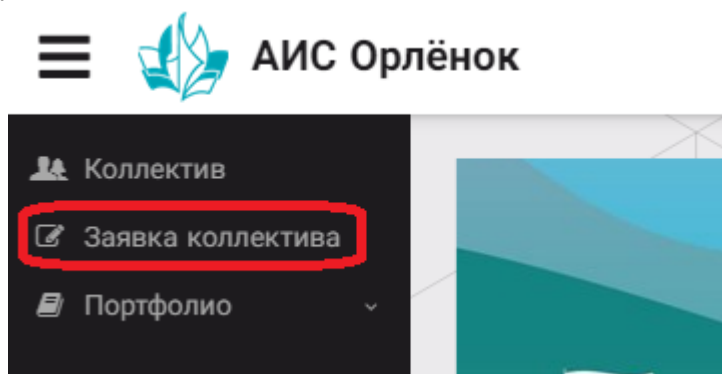 АИС Орлёнок
Коллектив
Заявка коллектива
Портфолио